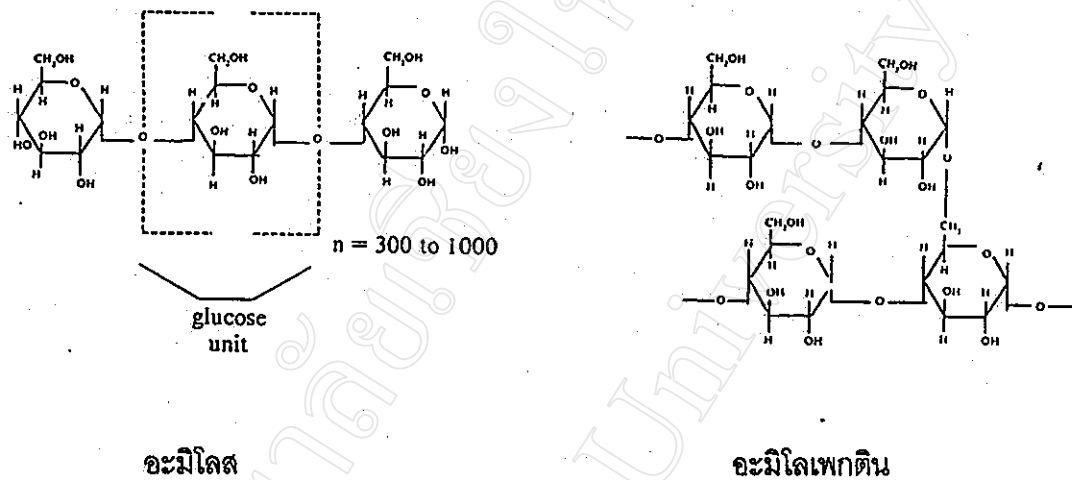 CH₂OH CH₂OH CH₂OH
H H O H H H O H H H O H
HO OH H O OH H O OH H OH
H OH H OH H OH
n = 300 to 1000
glucose
unit
อะมิโลส
CH₂OH CH₂OH
H H O H H H O H
O OH H O OH H O
H OH H OH
CH₂OH CH₂
H H O H H H O H
O OH H O OH H O
H OH H OH
อะมิโลเพกติน
University